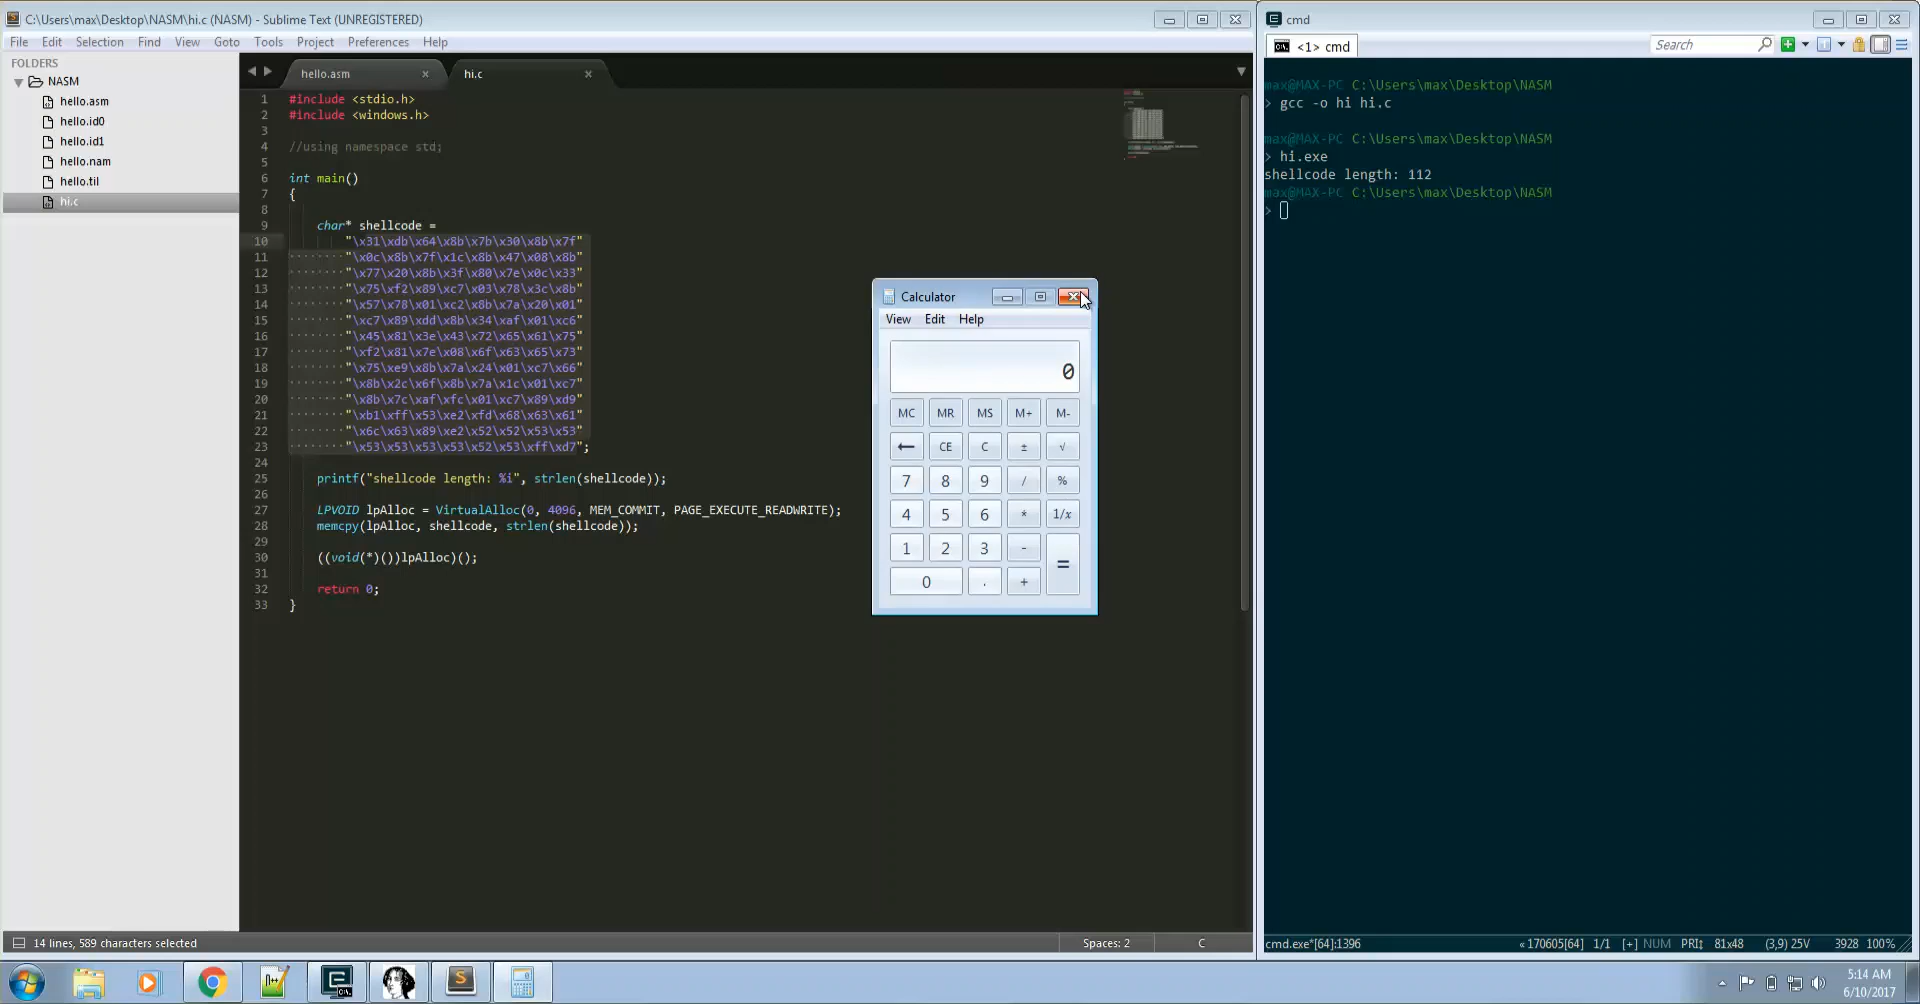 C:\Users\max\Desktop\NASM\hi.c (NASM) - Sublime Text (UNREGISTERED)
File Edit Selection Find View Goto Tools Project Preferences Help
FOLDERS
NASM
hello.asm
hello.id0
hello.id1
hello.nam
hello.til
hi.c
hello.asm × hi.c ×
1 #include <stdio.h>
2 #include <windows.h>
3
4 //using namespace std;
5
6 int main()
7 {
8
9 char* shellcode =
10 "\x31\xdb\x64\x8b\x7b\x30\x8b\x7f"
11 "\x0c\x8b\x7f\x1c\x8b\x47\x08\x8b"
12 "\x77\x20\x8b\x3f\x80\x7e\x0c\x33"
13 "\x75\xf2\x89\xc7\x03\x78\x3c\x8b"
14 "\x57\x78\x01\xc2\x8b\x7a\x20\x01"
15 "\xc7\x89\xdd\x8b\x34\xaf\x01\xc6"
16 "\x45\x81\x3e\x43\x72\x65\x61\x75"
17 "\xf2\x81\x7e\x08\x6f\x63\x65\x73"
18 "\x75\xe9\x8b\x7a\x24\x01\xc7\x66"
19 "\x8b\x2c\x6f\x8b\x7a\x1c\x01\xc7"
20 "\x8b\x7c\xaf\xfc\x01\xc7\x89\xd9"
21 "\xb1\xff\x53\xe2\xfd\x68\x63\x61"
22 "\x6c\x63\x89\xe2\x52\x52\x53\x53"
23 "\x53\x53\x53\x53\x52\x53\xff\xd7";
24
25 printf("shellcode length: %i", strlen(shellcode));
26
27 LPVOID lpAlloc = VirtualAlloc(0, 4096, MEM_COMMIT, PAGE_EXECUTE_READWRITE);
28 memcpy(lpAlloc, shellcode, strlen(shellcode));
29
30 ((void(*)())lpAlloc)();
31
32 return 0;
33 }
14 lines, 589 characters selected Spaces: 2 C
Calculator
View Edit Help
0
MC MR MS M+ M-
← CE C ± √
7 8 9 / %
4 5 6 * 1/x
1 2 3 - =
0 . +
cmd
<1> cmd Search
max@MAX-PC C:\Users\max\Desktop\NASM
> gcc -o hi hi.c
max@MAX-PC C:\Users\max\Desktop\NASM
> hi.exe
shellcode length: 112
max@MAX-PC C:\Users\max\Desktop\NASM
>
cmd.exe*[64]:1396 «170605[64] 1/1 [+] NUM PRI↕ 81x48 (3,9) 25V 3928 100%
5:14 AM
6/10/2017